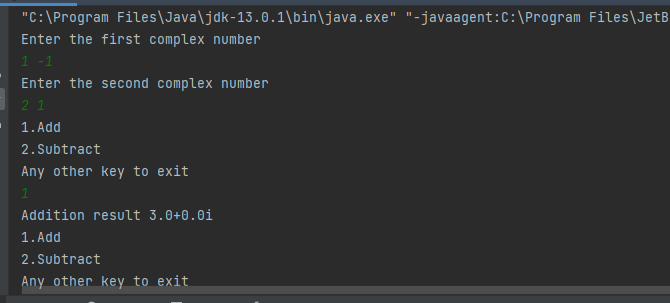 "C:\Program Files\Java\jdk-13.0.1\bin\java.exe" "-javaagent:C:\Program Files\JetB
Enter the first complex number
1 -1
Enter the second complex number
2 1
1.Add
2.Subtract
Any other key to exit
1
Addition result 3.0+0.0i
1.Add
2.Subtract
Any other key to exit